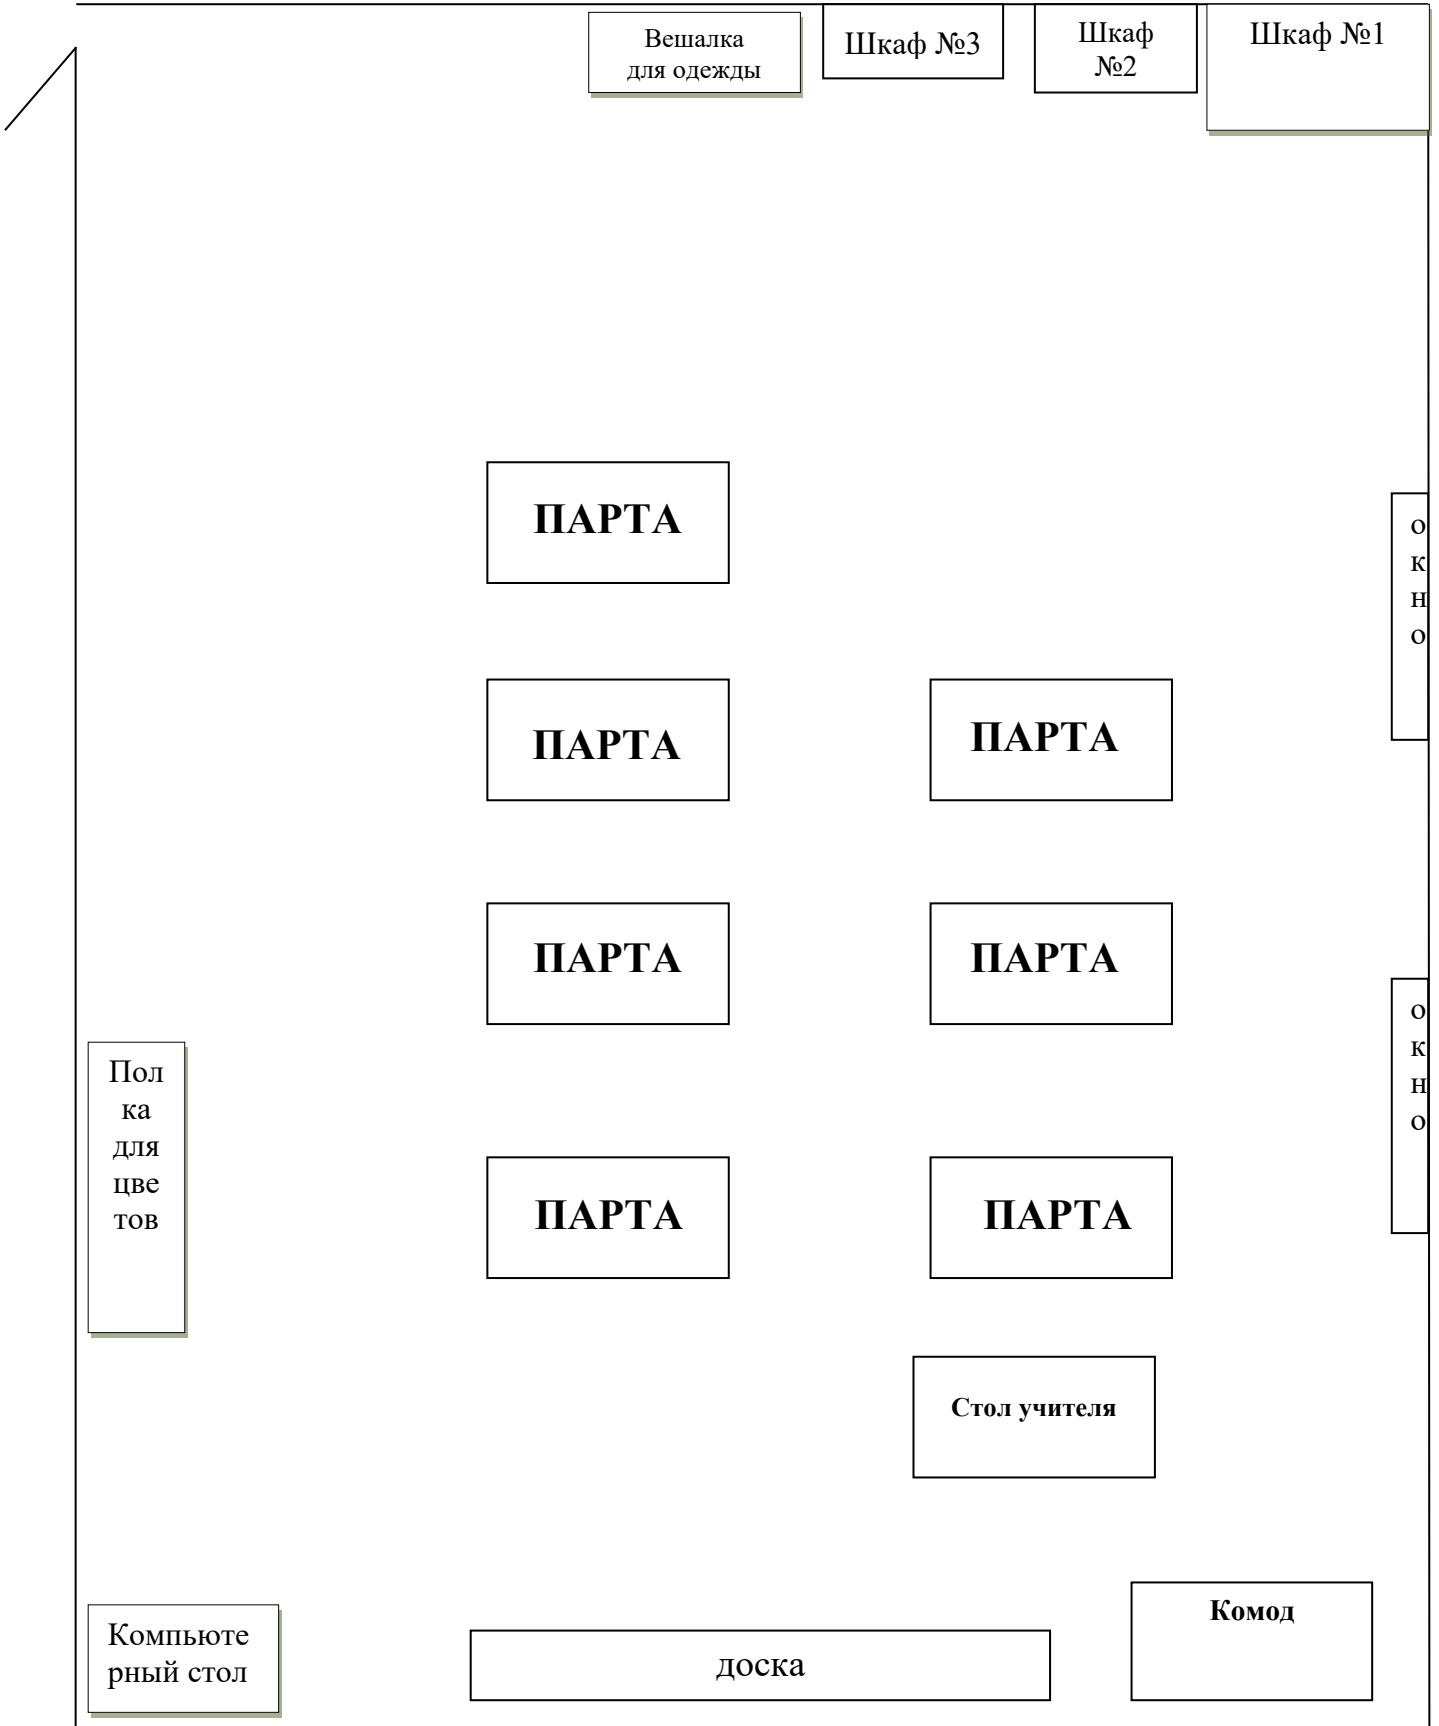 Вешалка
для одежды
Шкаф №3
Шкаф
№2
Шкаф №1
ПАРТА
о
к
н
о
ПАРТА
ПАРТА
ПАРТА
ПАРТА
о
к
н
о
Пол
ка
для
цве
тов
ПАРТА
ПАРТА
Стол учителя
Комод
Компьюте
рный стол
доска